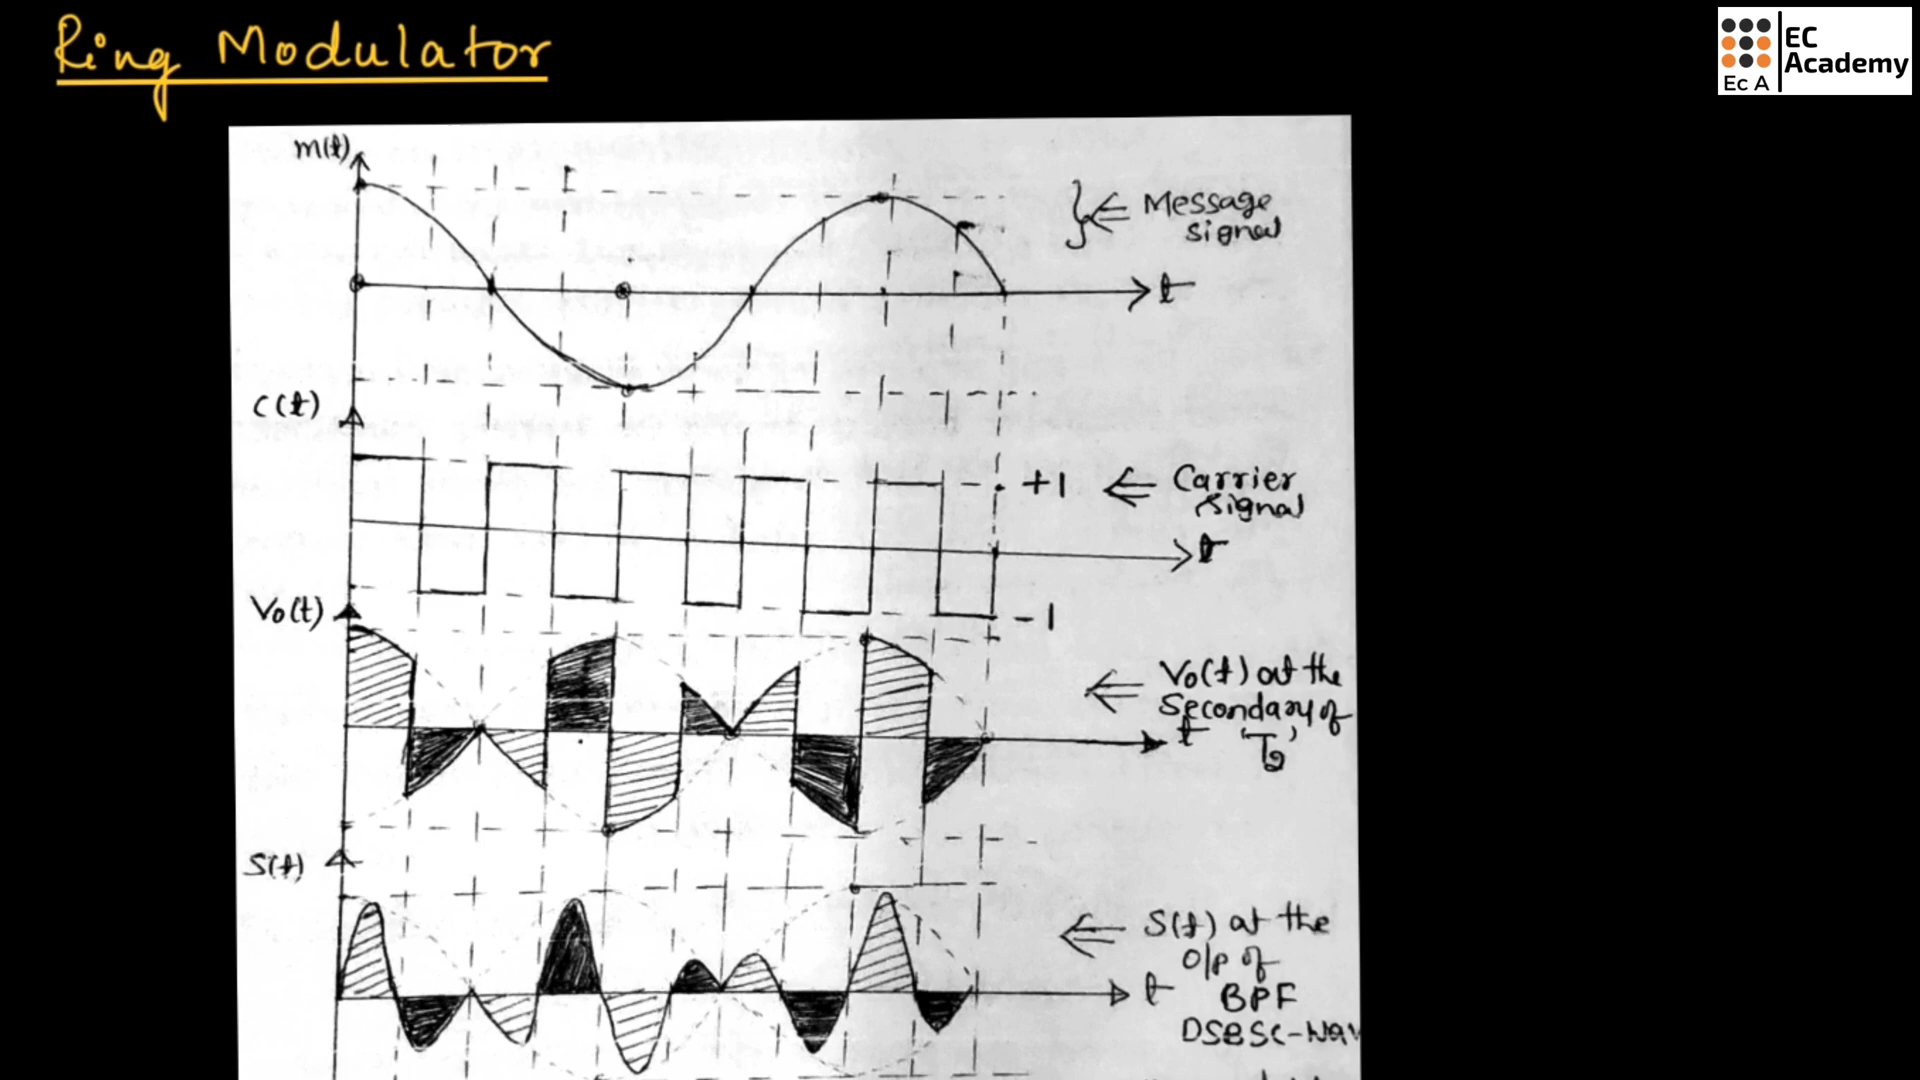 Ring Modulator
EC
Academy
Ec A
m(t)
Message
signal
t
C(t)
+1
Carrier
signal
t
-1
Vo(t)
Vo(t) at the
Secondary of
t
S(t)
S(t) at the
O/p of
t
BPF
DSBSC-Wav